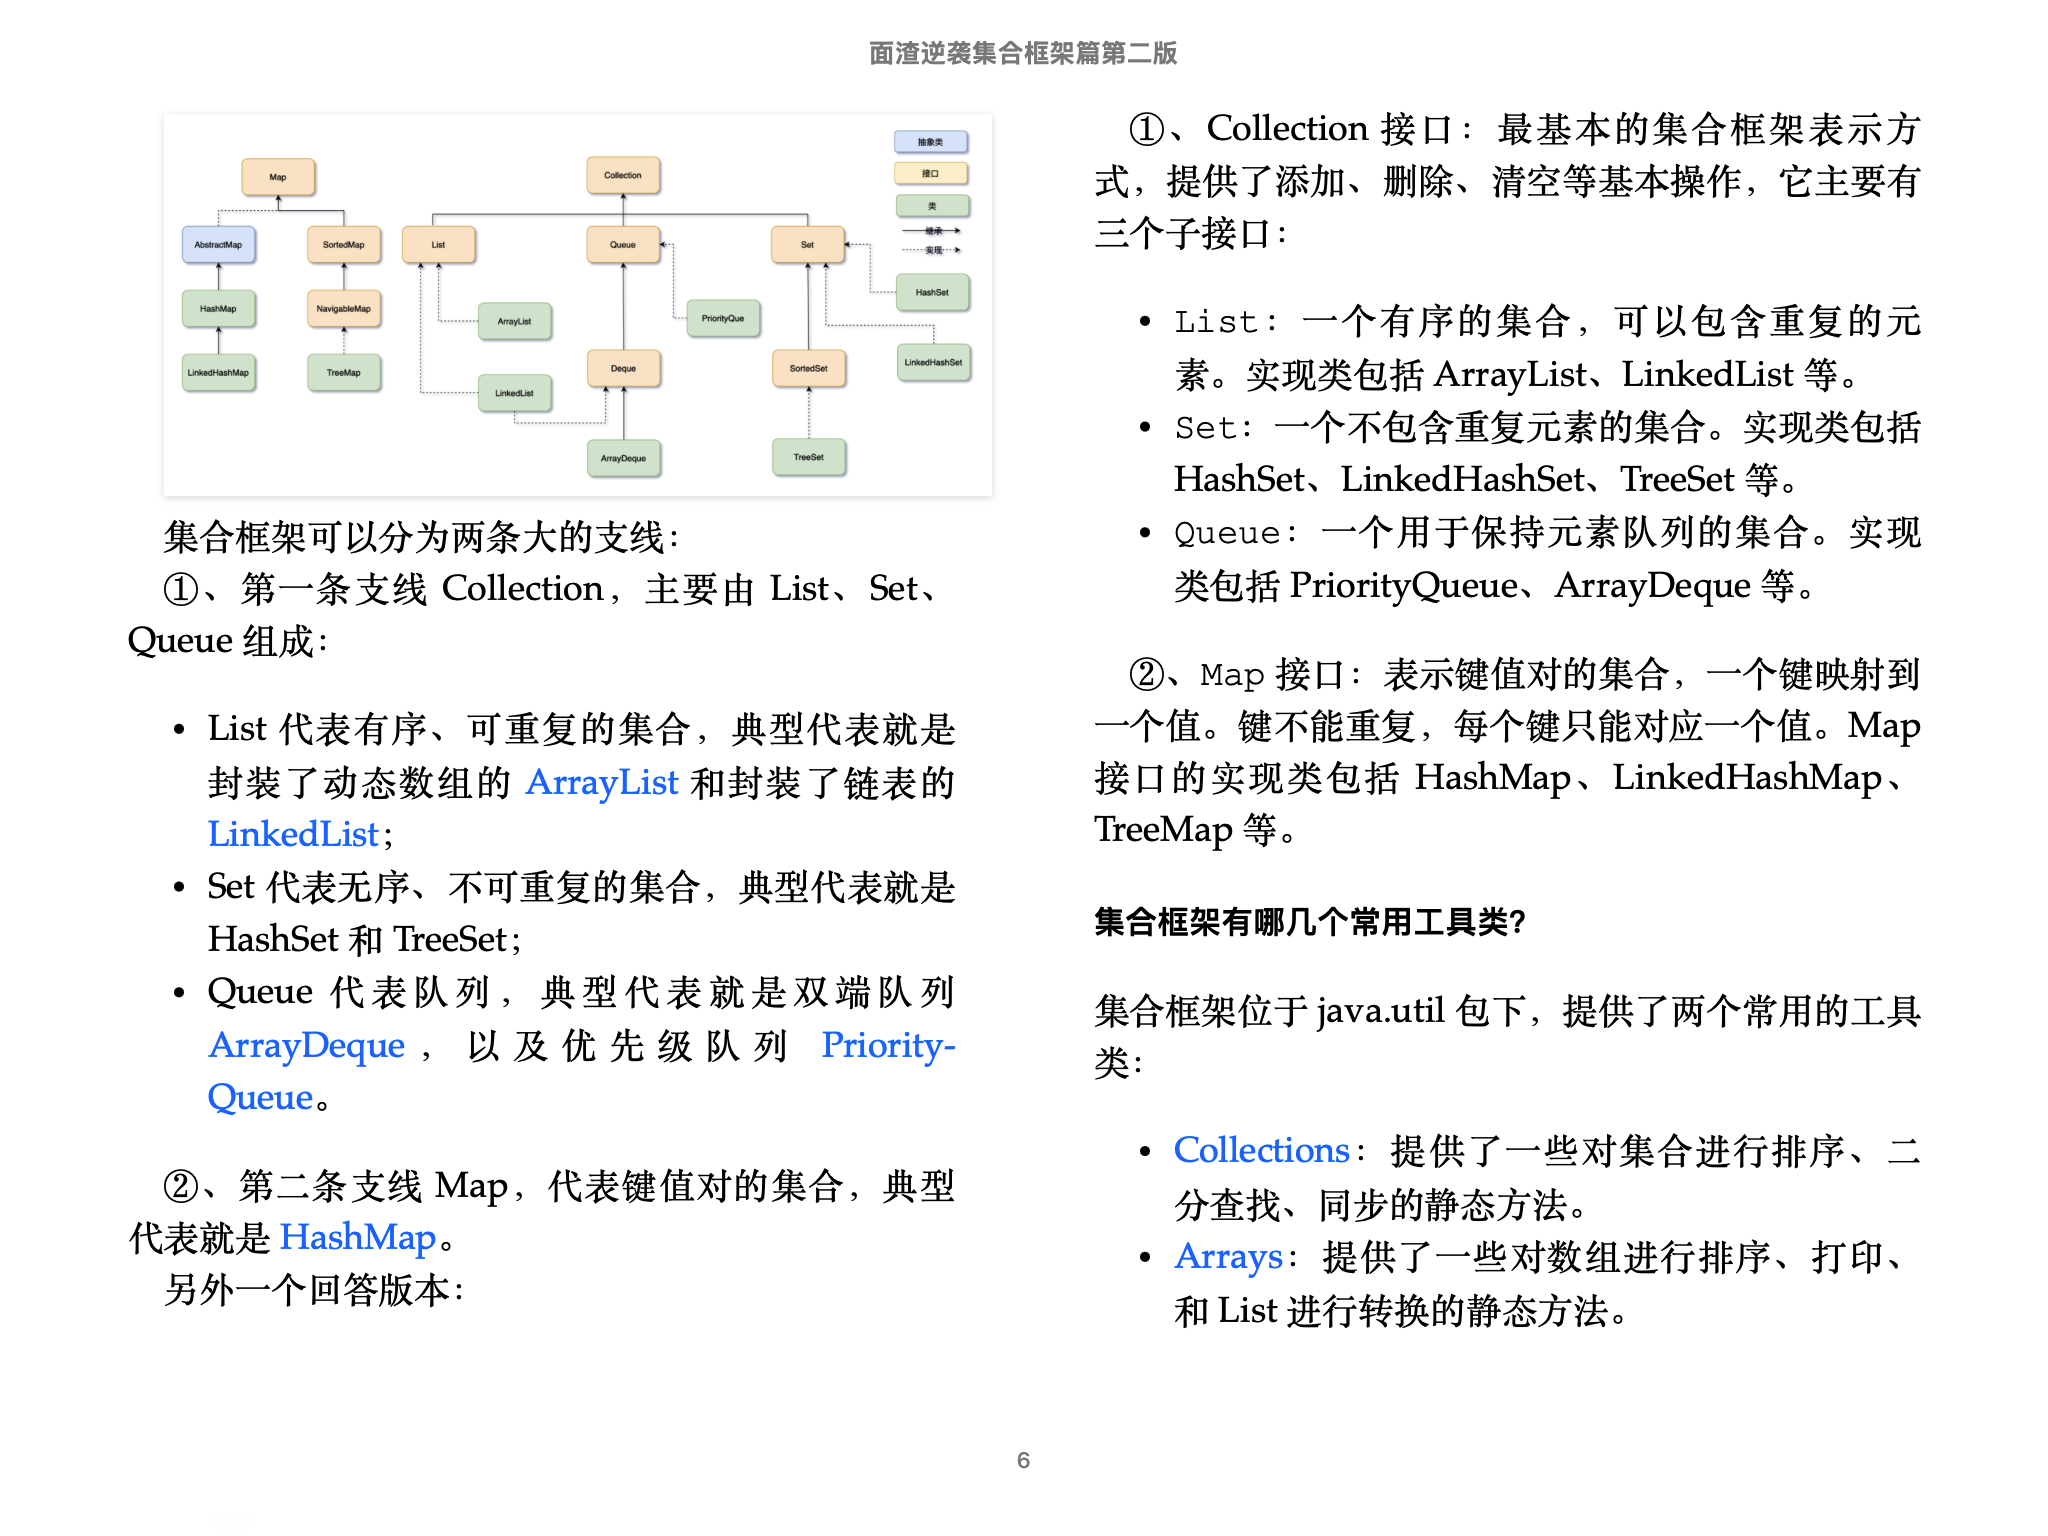 面渣逆袭集合框架篇第二版
抽象类
接口
类
继承
实现
Map
Collection
AbstractMap
SortedMap
List
Queue
Set
HashMap
NavigableMap
ArrayList
PriorityQue
HashSet
LinkedHashMap
TreeMap
LinkedList
Deque
SortedSet
LinkedHashSet
ArrayDeque
TreeSet
集合框架可以分为两条大的支线：
①、第一条支线 Collection，主要由 List、Set、
Queue 组成：
• List 代表有序、可重复的集合，典型代表就是
封装了动态数组的 ArrayList 和封装了链表的
LinkedList；
• Set 代表无序、不可重复的集合，典型代表就是
HashSet 和 TreeSet；
• Queue 代表队列，典型代表就是双端队列
ArrayDeque，以及优先级队列 Priority-
Queue。
②、第二条支线 Map，代表键值对的集合，典型
代表就是 HashMap。
另外一个回答版本：
①、Collection 接口：最基本的集合框架表示方
式，提供了添加、删除、清空等基本操作，它主要有
三个子接口：
• List：一个有序的集合，可以包含重复的元
素。实现类包括 ArrayList、LinkedList 等。
• Set：一个不包含重复元素的集合。实现类包括
HashSet、LinkedHashSet、TreeSet 等。
• Queue：一个用于保持元素队列的集合。实现
类包括 PriorityQueue、ArrayDeque 等。
②、Map 接口：表示键值对的集合，一个键映射到
一个值。键不能重复，每个键只能对应一个值。Map
接口的实现类包括 HashMap、LinkedHashMap、
TreeMap 等。
集合框架有哪几个常用工具类？
集合框架位于 java.util 包下，提供了两个常用的工具
类：
• Collections：提供了一些对集合进行排序、二
分查找、同步的静态方法。
• Arrays：提供了一些对数组进行排序、打印、
和 List 进行转换的静态方法。
6